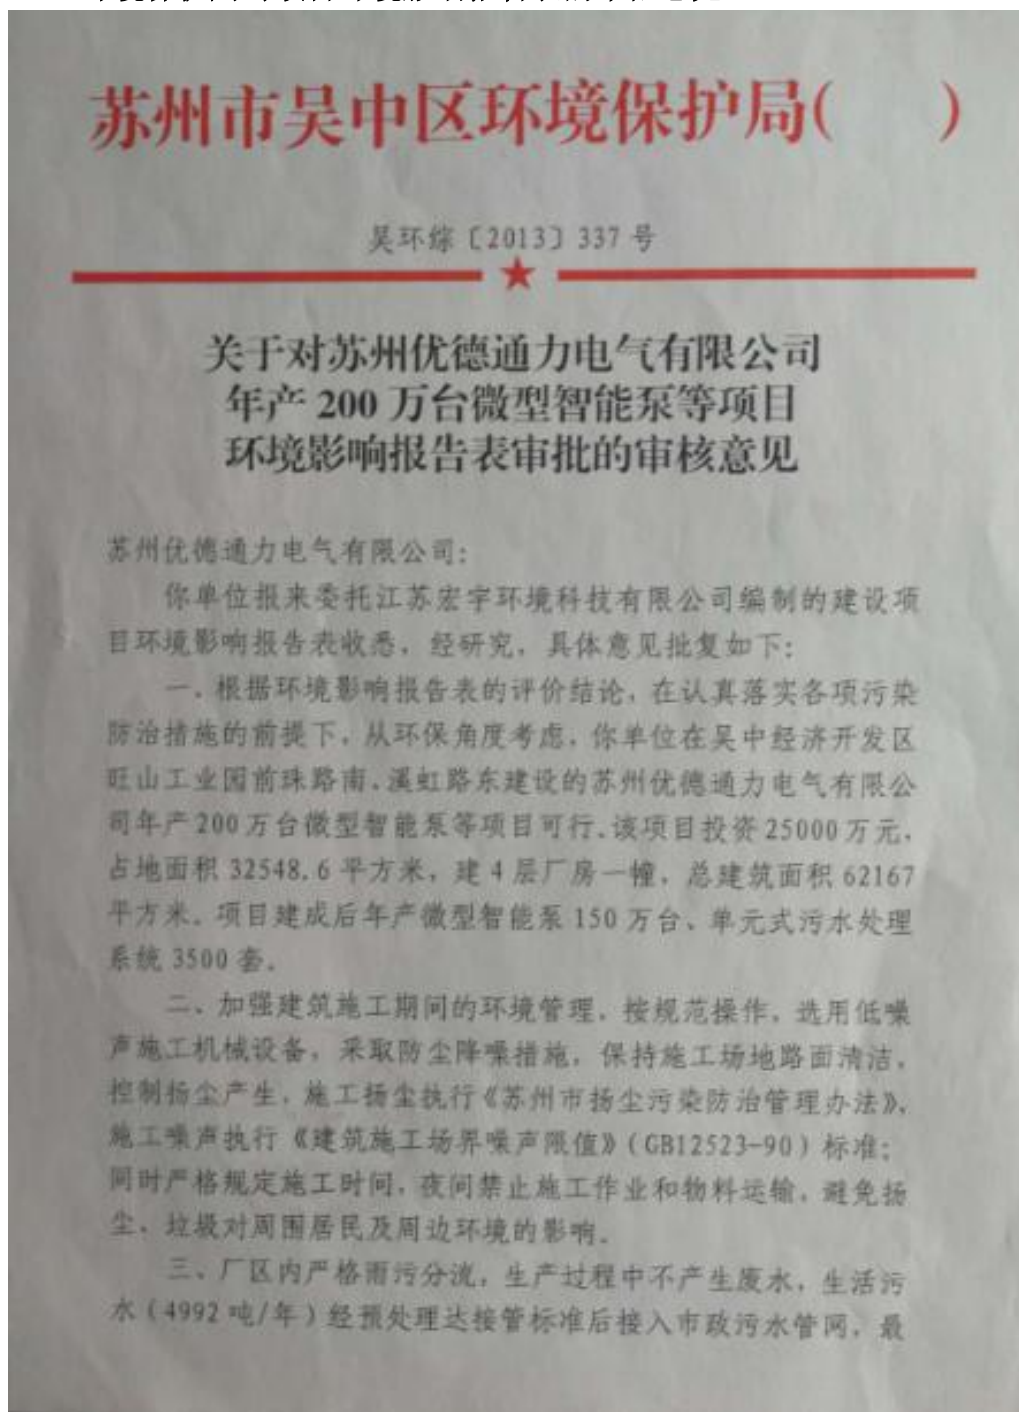 苏州市吴中区环境保护局( )
吴环综〔2013〕337号
关于对苏州优德通力电气有限公司
年产200万台微型智能泵等项目
环境影响报告表审批的审核意见
苏州优德通力电气有限公司:
你单位报来委托江苏宏宇环境科技有限公司编制的建设项
目环境影响报告表收悉，经研究，具体意见批复如下:
一、根据环境影响报告表的评价结论，在认真落实各项污染
防治措施的前提下，从环保角度考虑，你单位在吴中经济开发区
旺山工业园前珠路南、溪虹路东建设的苏州优德通力电气有限公
司年产200万台微型智能泵等项目可行。该项目投资25000万元，
占地面积32548.6平方米，建4层厂房一幢，总建筑面积62167
平方米。项目建成后年产微型智能泵150万台、单元式污水处理
系统3500套。
二、加强建筑施工期间的环境管理，按规范操作，选用低噪
声施工机械设备，采取防尘降噪措施，保持施工场地路面清洁，
控制扬尘产生，施工扬尘执行《苏州市扬尘污染防治管理办法》、
施工噪声执行《建筑施工场界噪声限值》(GB12523-90)标准;
同时严格规定施工时间，夜间禁止施工作业和物料运输，避免扬
尘、垃圾对周围居民及周边环境的影响。
三、厂区内严格雨污分流，生产过程中不产生废水，生活污
水(4992吨/年)经预处理达接管标准后接入市政污水管网，最